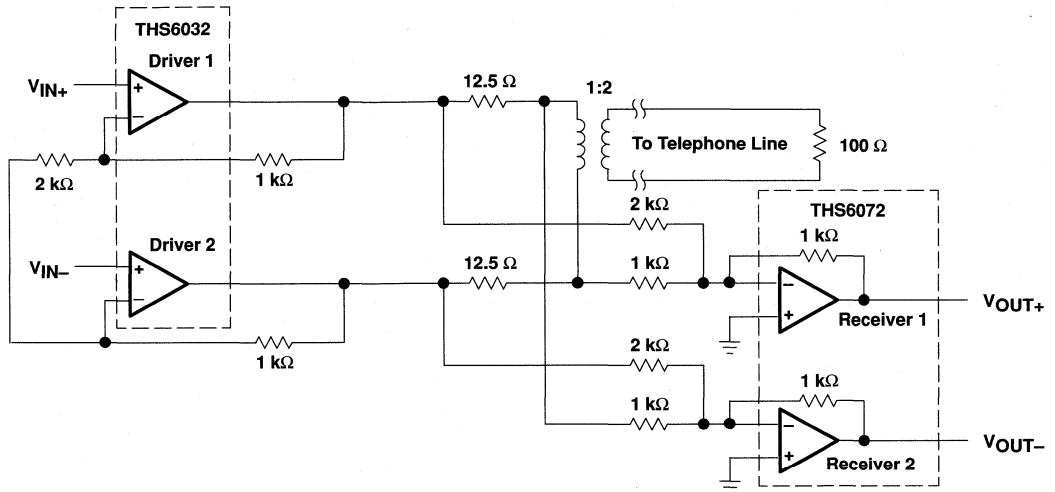 THS6032
Driver 1
VIN+
+
−
12.5 Ω
1:2
To Telephone Line
100 Ω
2 kΩ
1 kΩ
2 kΩ
THS6072
1 kΩ
Driver 2
VIN−
+
−
12.5 Ω
1 kΩ
−
+
Receiver 1
VOUT+
1 kΩ
2 kΩ
1 kΩ
1 kΩ
−
+
Receiver 2
VOUT−